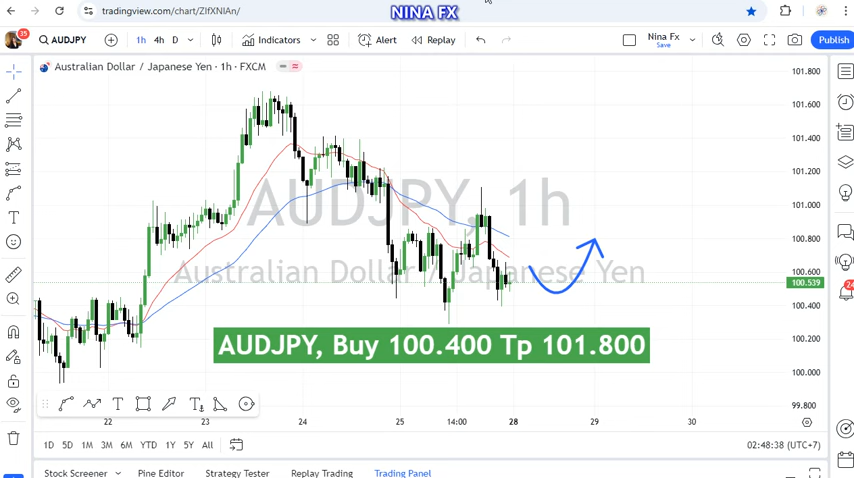 tradingview.com/chart/ZIfXNIAn/
NINA FX
35
AUDJPY
1h 4h D
Indicators
Alert
Replay
Nina Fx
Save
Publish
Australian Dollar / Japanese Yen · 1h · FXCM
101.800
101.600
101.400
101.200
101.000
100.800
100.600
100.539
100.400
100.200
100.000
99.800
AUDJPY, 1h
Australian Dollar / Japanese Yen
24
AUDJPY, Buy 100.400 Tp 101.800
22 23 24 25 14:00 28 29 30
1D 5D 1M 3M 6M YTD 1Y 5Y All
02:48:38 (UTC+7)
Stock Screener Pine Editor Strategy Tester Replay Trading Trading Panel